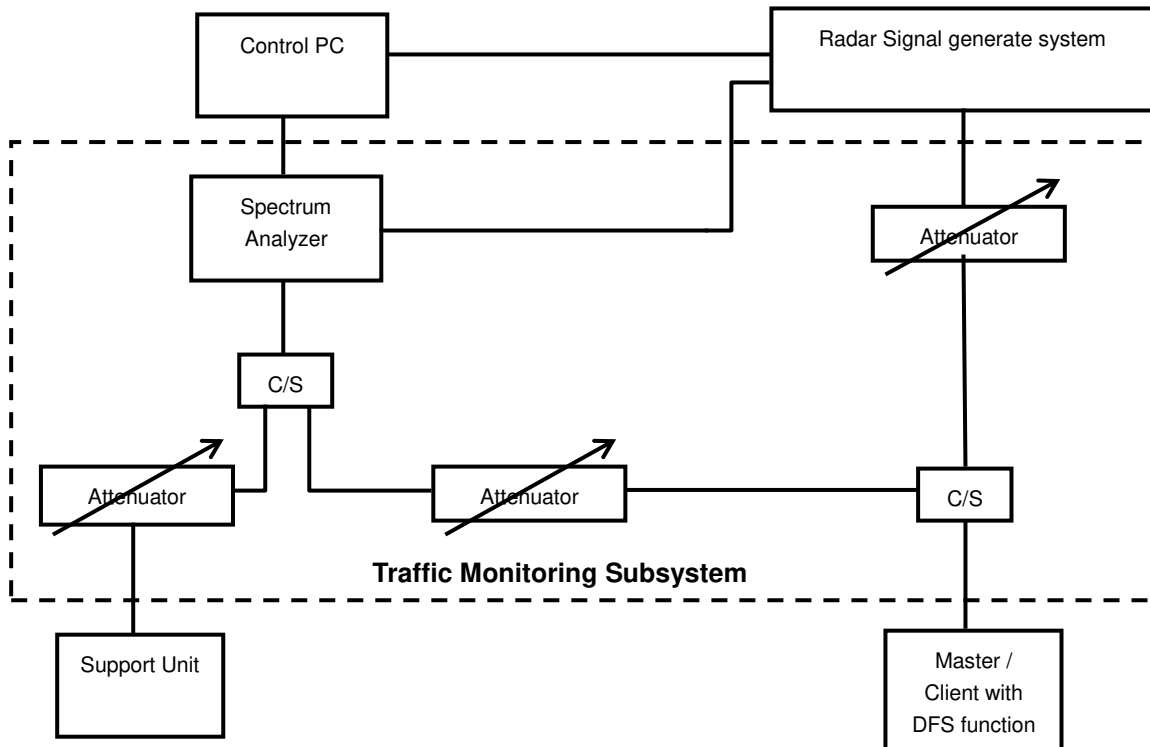 Control PC
Radar Signal generate system
Spectrum
Analyzer
Attenuator
C/S
Attenuator
Attenuator
C/S
Traffic Monitoring Subsystem
Support Unit
Master /
Client with
DFS function